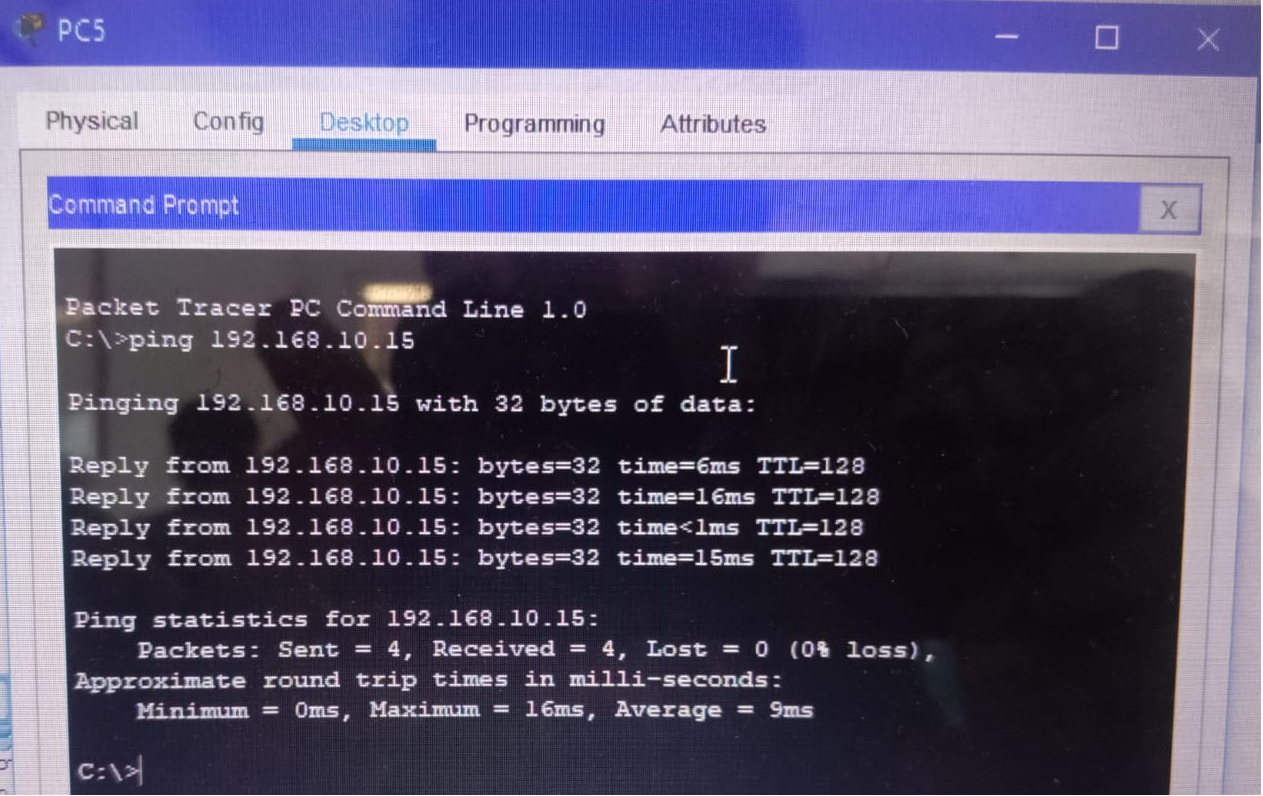 PC5
Physical Config Desktop Programming Attributes
Command Prompt X
Packet Tracer PC Command Line 1.0
C:\>ping 192.168.10.15
Pinging 192.168.10.15 with 32 bytes of data:
Reply from 192.168.10.15: bytes=32 time=6ms TTL=128
Reply from 192.168.10.15: bytes=32 time=16ms TTL=128
Reply from 192.168.10.15: bytes=32 time<1ms TTL=128
Reply from 192.168.10.15: bytes=32 time=15ms TTL=128
Ping statistics for 192.168.10.15:
Packets: Sent = 4, Received = 4, Lost = 0 (0% loss),
Approximate round trip times in milli-seconds:
Minimum = 0ms, Maximum = 16ms, Average = 9ms
C:\>